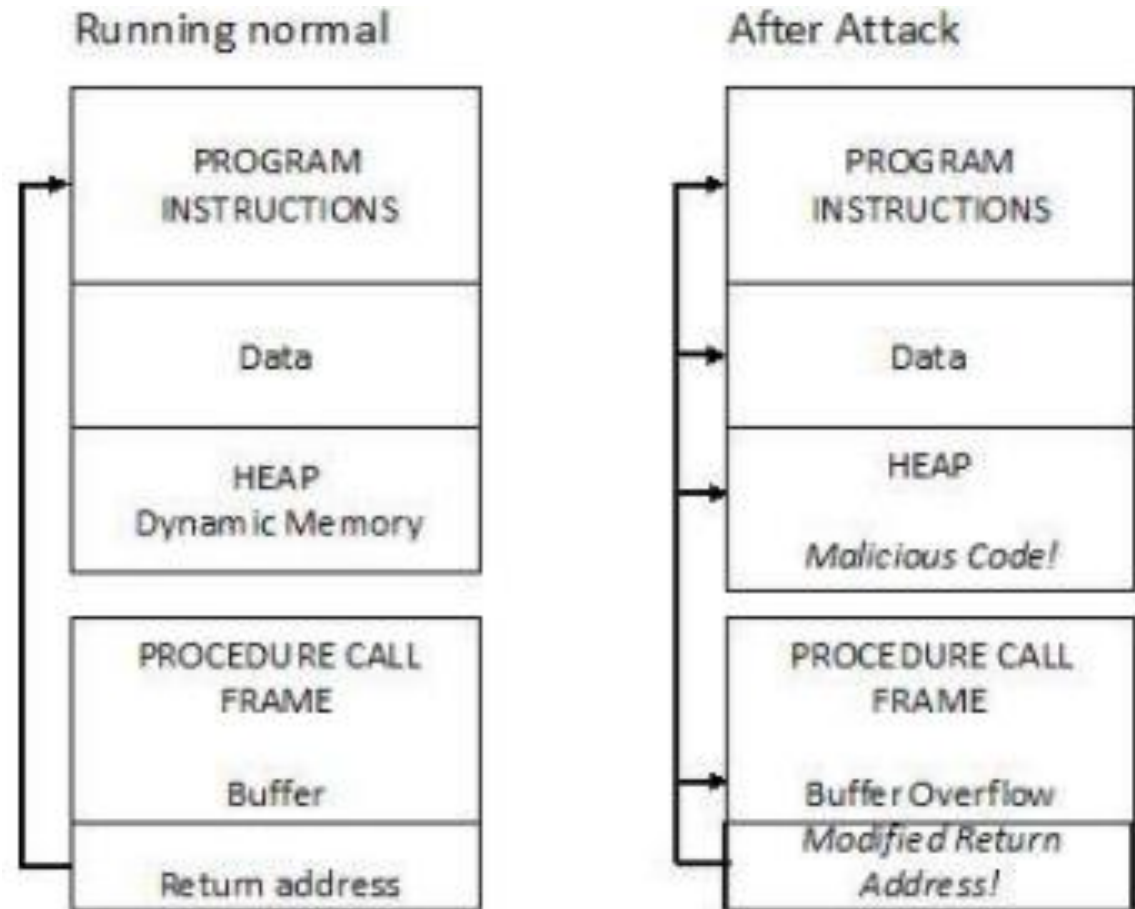 Running normal
PROGRAM
INSTRUCTIONS
Data
HEAP
Dynamic Memory
PROCEDURE CALL
FRAME
Buffer
Return address
After Attack
PROGRAM
INSTRUCTIONS
Data
HEAP
Malicious Code!
PROCEDURE CALL
FRAME
Buffer Overflow
Modified Return
Address!